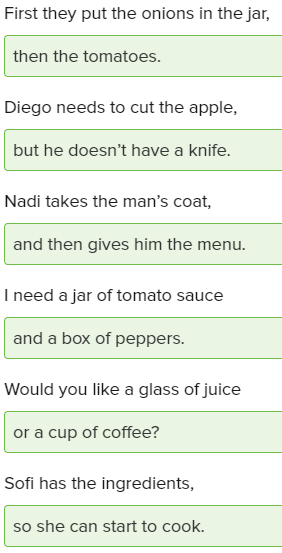 First they put the onions in the jar,
then the tomatoes.
Diego needs to cut the apple,
but he doesn’t have a knife.
Nadi takes the man’s coat,
and then gives him the menu.
I need a jar of tomato sauce
and a box of peppers.
Would you like a glass of juice
or a cup of coffee?
Sofi has the ingredients,
so she can start to cook.